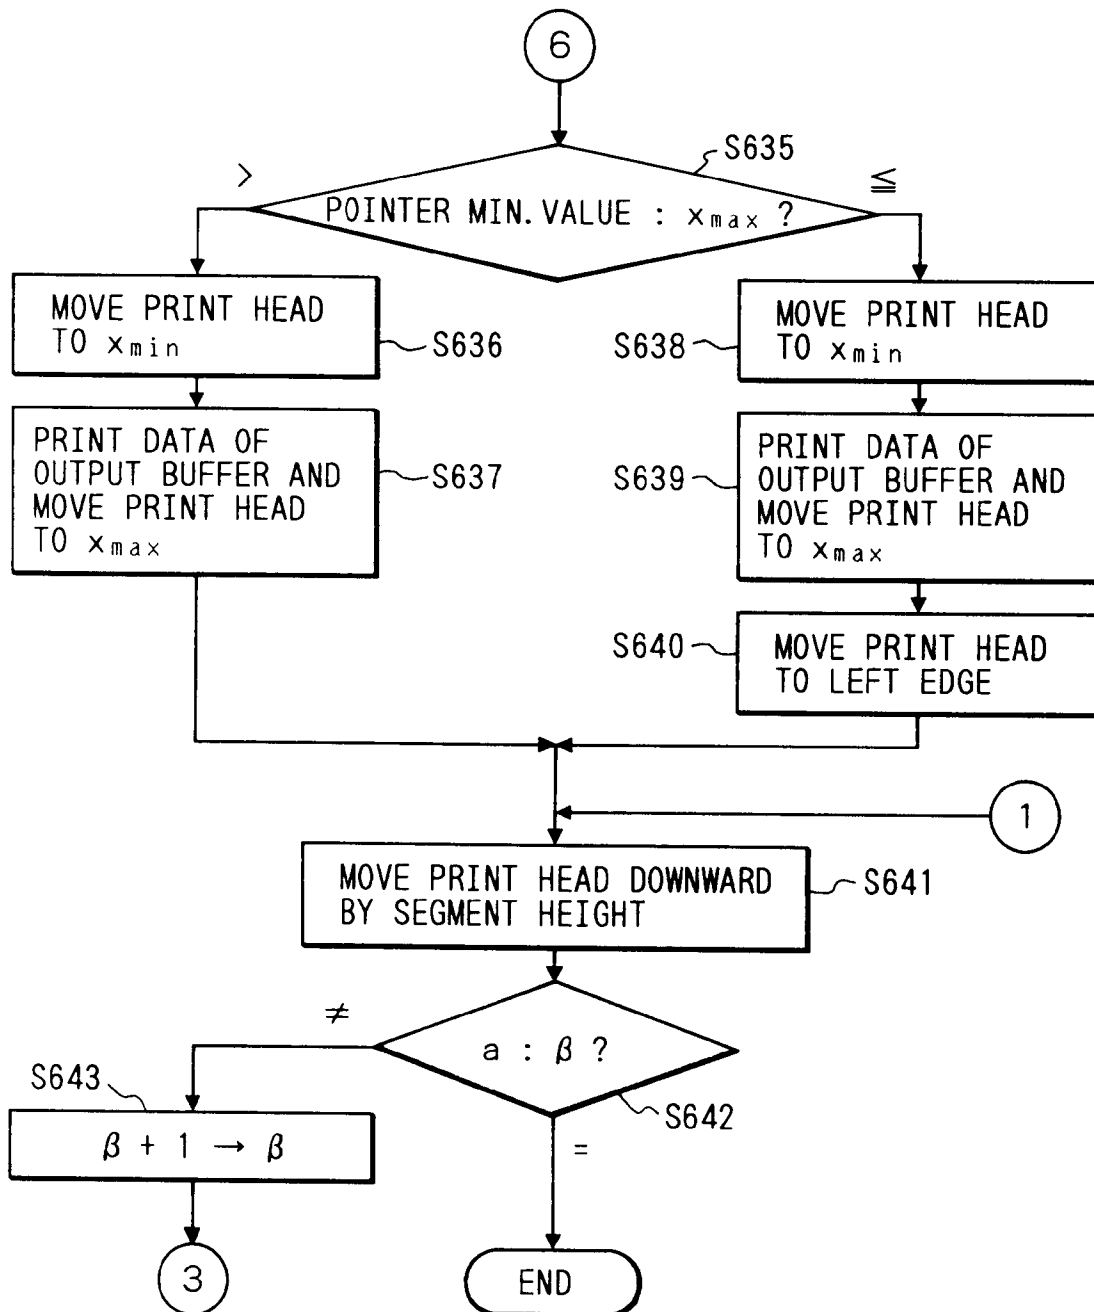 6
S635
>
≦
POINTER MIN. VALUE : xmax ?
MOVE PRINT HEAD
TO xmin
S636
S638
MOVE PRINT HEAD
TO xmin
PRINT DATA OF
OUTPUT BUFFER AND
MOVE PRINT HEAD
TO xmax
S637
S639
PRINT DATA OF
OUTPUT BUFFER AND
MOVE PRINT HEAD
TO xmax
S640
MOVE PRINT HEAD
TO LEFT EDGE
1
MOVE PRINT HEAD DOWNWARD
BY SEGMENT HEIGHT
S641
≠
a : β ?
S642
S643
β + 1 → β
=
3
END